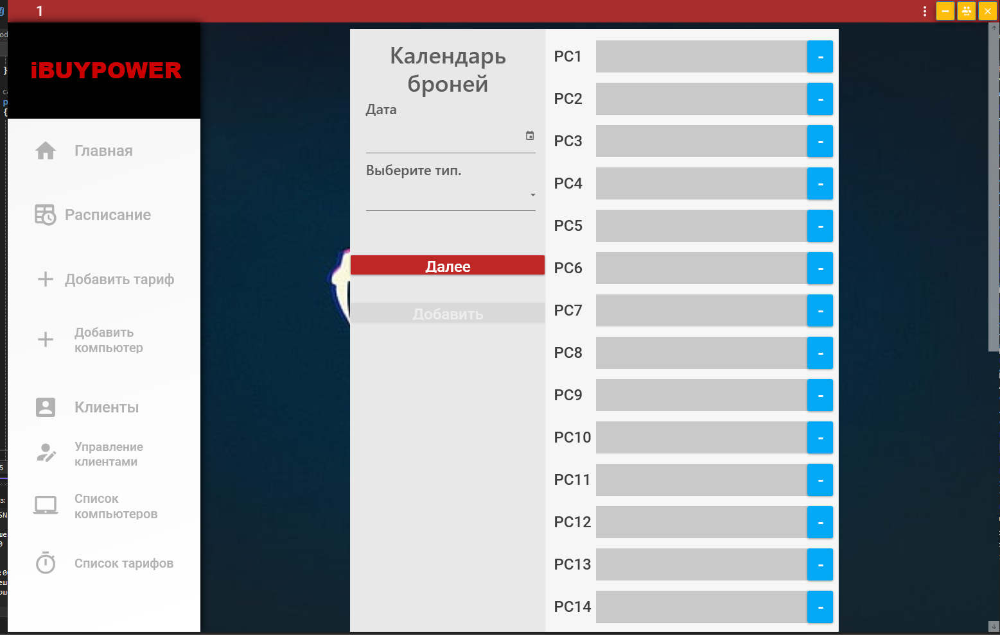 1
iBUYPOWER
Главная
Расписание
Добавить тариф
Добавить
компьютер
Клиенты
Управление
клиентами
Список
компьютеров
Список тарифов
Календарь
броней
Дата
Выберите тип.
Далее
Добавить
PC1 -
PC2 -
PC3 -
PC4 -
PC5 -
PC6 -
PC7 -
PC8 -
PC9 -
PC10 -
PC11 -
PC12 -
PC13 -
PC14 -